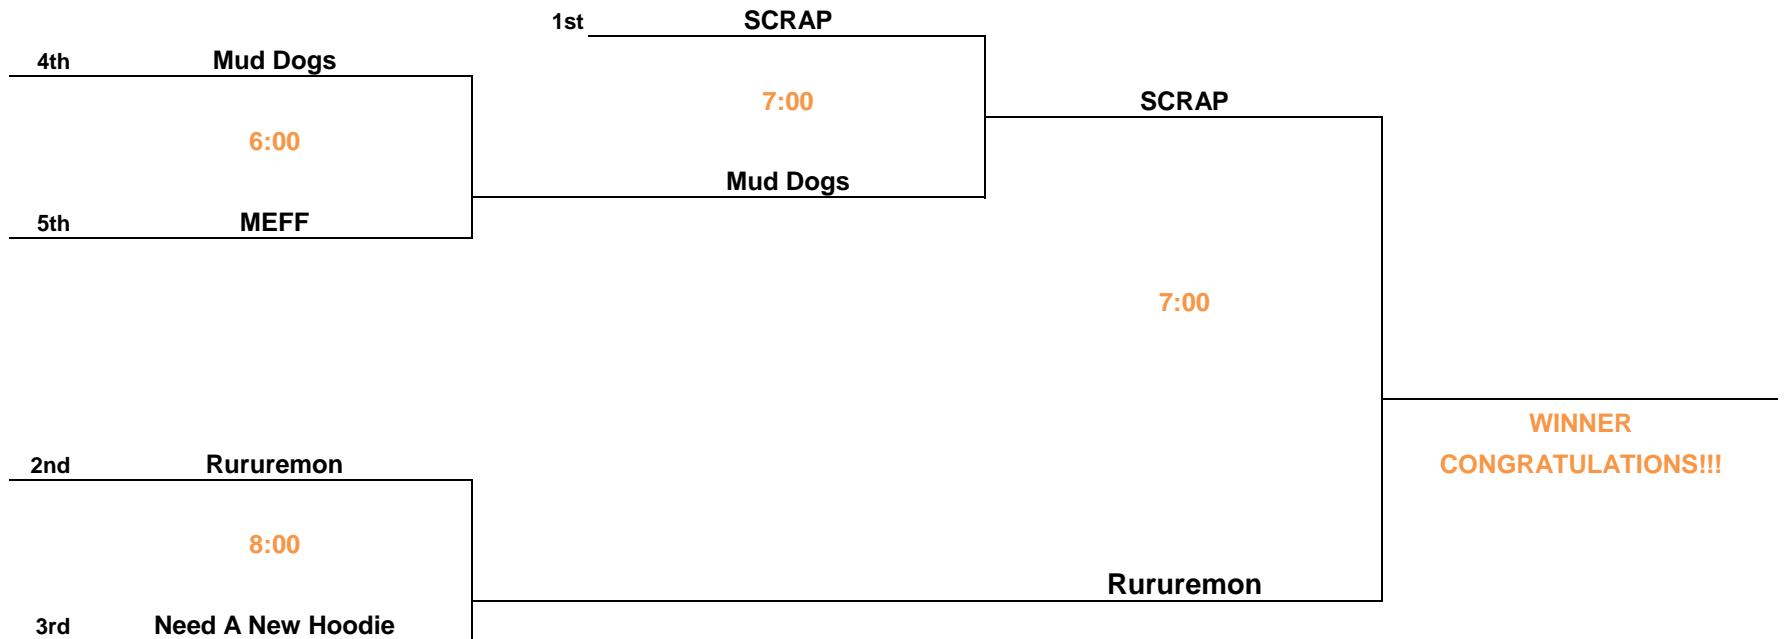 1st SCRAP
4th Mud Dogs
7:00 SCRAP
6:00
Mud Dogs
5th MEFF
7:00
WINNER
2nd Rururemon CONGRATULATIONS!!!
8:00
Rururemon
3rd Need A New Hoodie